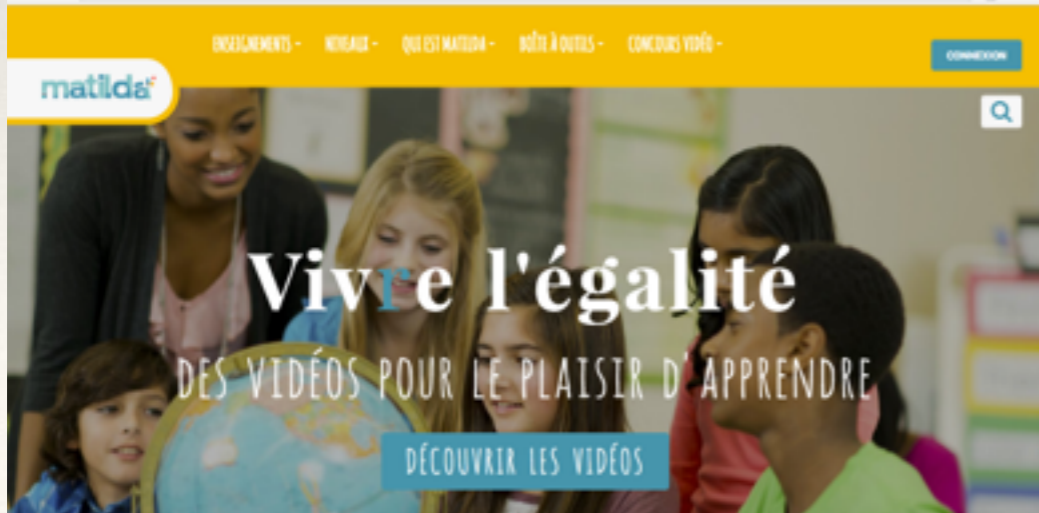 ENSEIGNEMENTS - NIVEAUX - QUI EST MATILDA - BOÎTE À OUTILS - CONCOURS VIDÉO -
CONNEXION
matilda
Vivre l'égalité
DES VIDÉOS POUR LE PLAISIR D'APPRENDRE
DÉCOUVRIR LES VIDÉOS